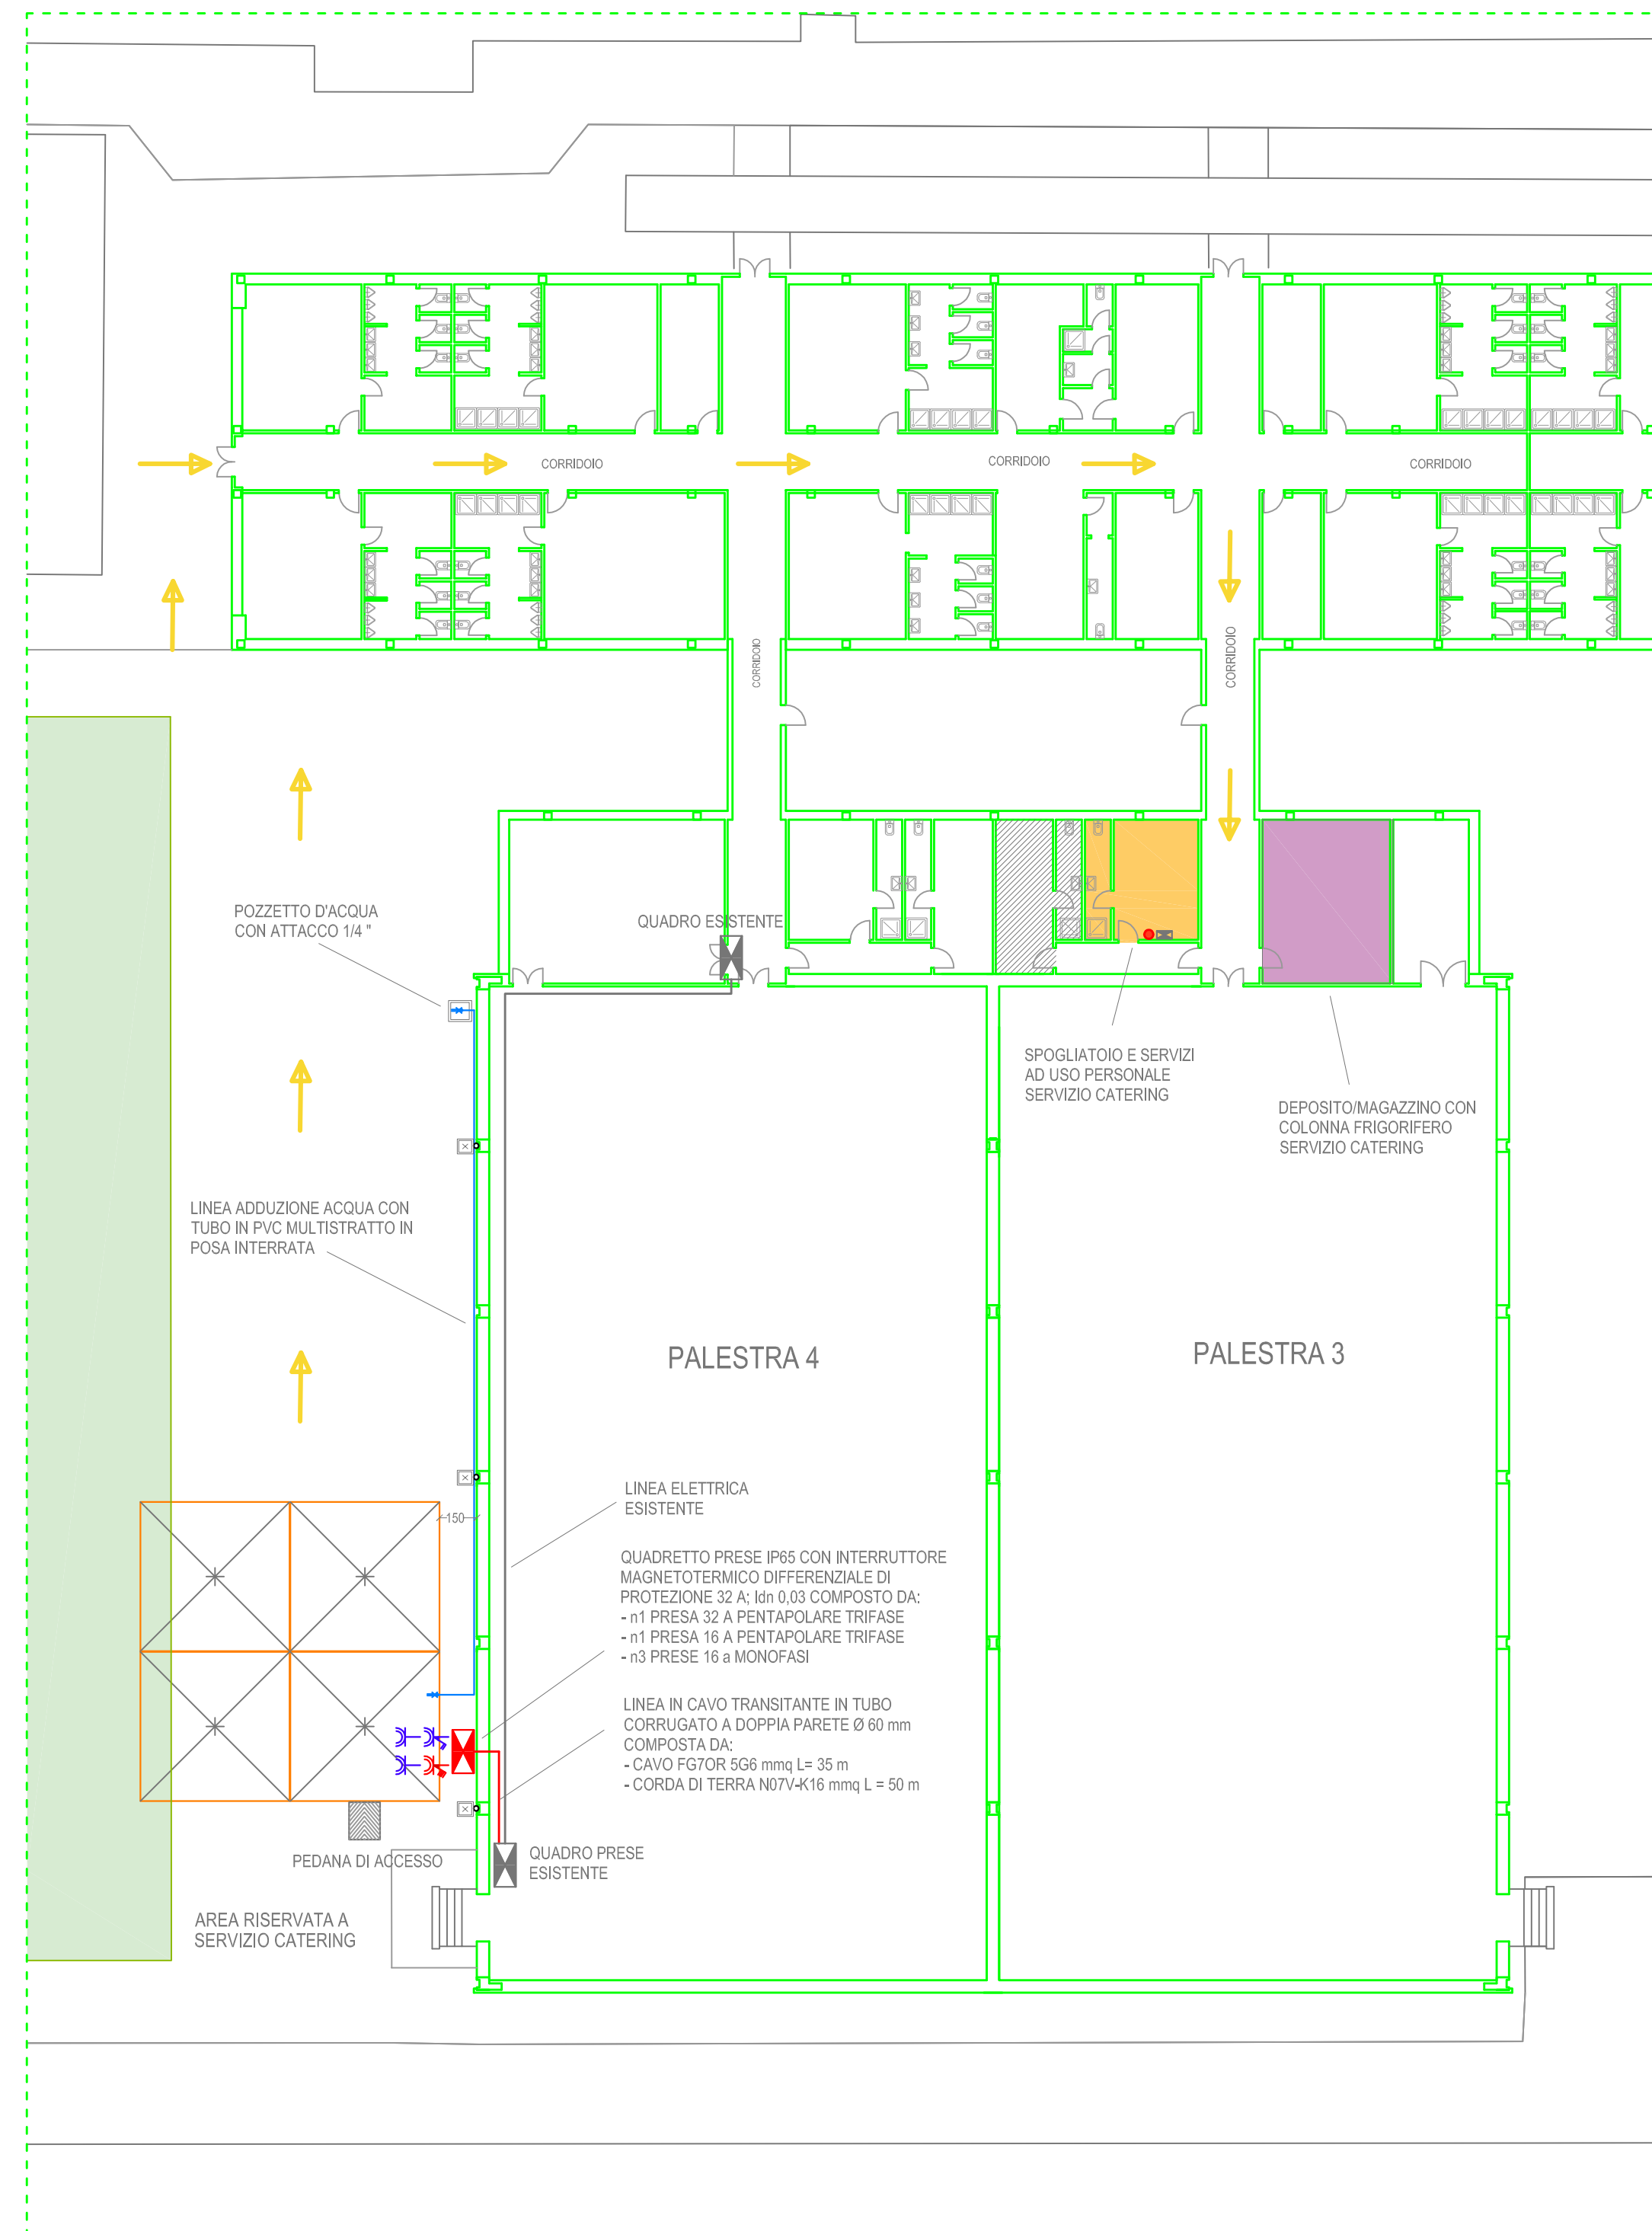 CORRIDOIO
CORRIDOIO
CORRIDOIO
CORRIDOIO
CORRIDOIO
POZZETTO D'ACQUA
CON ATTACCO 1/4 "
QUADRO ESISTENTE
SPOGLIATOIO E SERVIZI
AD USO PERSONALE
SERVIZIO CATERING
DEPOSITO/MAGAZZINO CON
COLONNA FRIGORIFERO
SERVIZIO CATERING
LINEA ADDUZIONE ACQUA CON
TUBO IN PVC MULTISTRATTO IN
POSA INTERRATA
PALESTRA 4
PALESTRA 3
LINEA ELETTRICA
ESISTENTE
150
QUADRETTO PRESE IP65 CON INTERRUTTORE
MAGNETOTERMICO DIFFERENZIALE DI
PROTEZIONE 32 A; Idn 0,03 COMPOSTO DA:
- n1 PRESA 32 A PENTAPOLARE TRIFASE
- n1 PRESA 16 A PENTAPOLARE TRIFASE
- n3 PRESE 16 a MONOFASI
LINEA IN CAVO TRANSITANTE IN TUBO
CORRUGATO A DOPPIA PARETE Ø 60 mm
COMPOSTA DA:
- CAVO FG7OR 5G6 mmq L= 35 m
- CORDA DI TERRA N07V-K16 mmq L = 50 m
QUADRO PRESE
ESISTENTE
PEDANA DI ACCESSO
AREA RISERVATA A
SERVIZIO CATERING